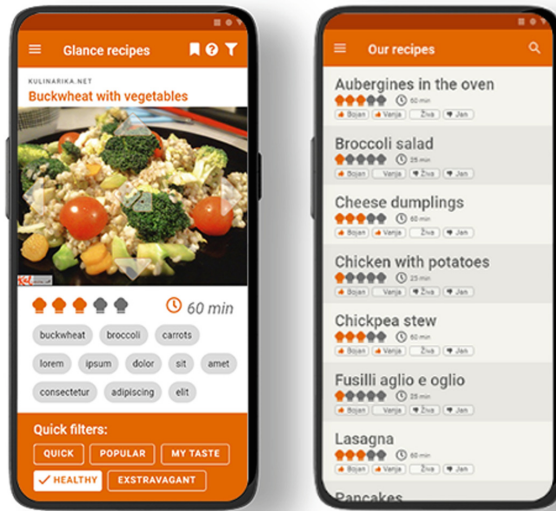 Glance recipes
KULINARIKA.NET
Buckwheat with vegetables
60 min
buckwheat broccoli carrots
lorem ipsum dolor sit amet
consectetur adipiscing elit
Quick filters:
QUICK POPULAR MY TASTE
HEALTHY EXSTRAVAGANT
Our recipes
Aubergines in the oven
60 min
Bojan Vanja Živa Jan
Broccoli salad
25 min
Bojan Vanja Živa Jan
Cheese dumplings
60 min
Bojan Vanja Živa Jan
Chicken with potatoes
25 min
Bojan Vanja Živa Jan
Chickpea stew
60 min
Bojan Vanja Živa Jan
Fusilli aglio e oglio
25 min
Bojan Vanja Živa Jan
Lasagna
60 min
Bojan Vanja Živa Jan
Pancakes